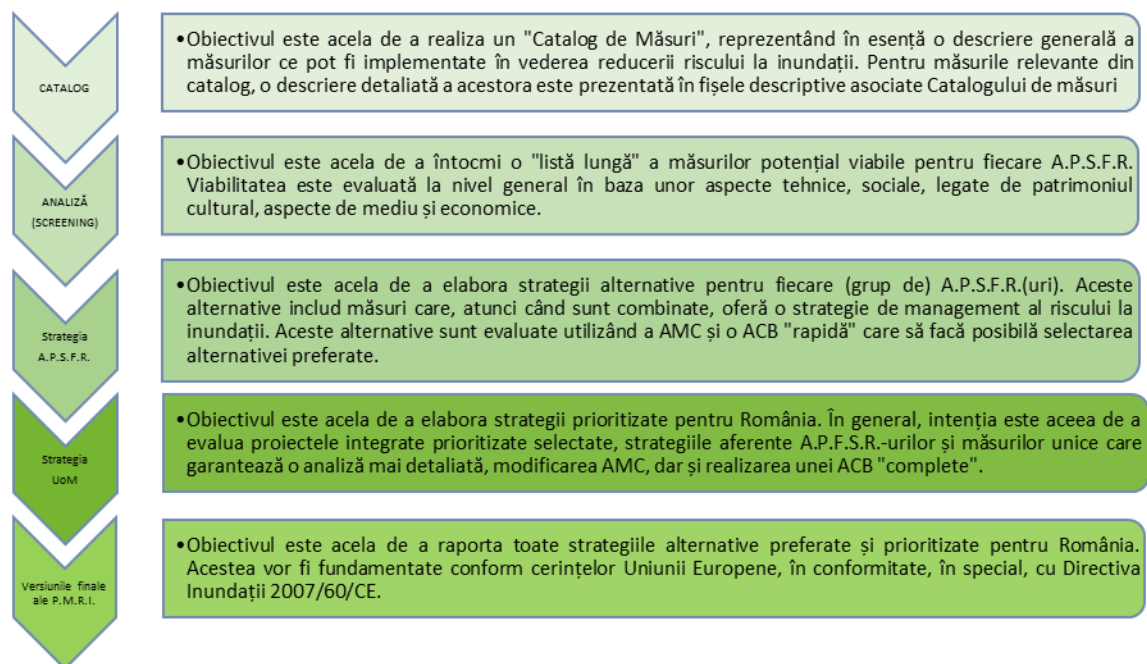 CATALOG
•Obiectivul este acela de a realiza un "Catalog de Măsuri", reprezentând în esență o descriere generală a
măsurilor ce pot fi implementate în vederea reducerii riscului la inundații. Pentru măsurile relevante din
catalog, o descriere detaliată a acestora este prezentată în fișele descriptive asociate Catalogului de măsuri
ANALIZĂ
(SCREENING)
•Obiectivul este acela de a întocmi o "listă lungă" a măsurilor potențial viabile pentru fiecare A.P.S.F.R.
Viabilitatea este evaluată la nivel general în baza unor aspecte tehnice, sociale, legate de patrimoniul
cultural, aspecte de mediu și economice.
Strategia
A.P.S.F.R.
•Obiectivul este acela de a elabora strategii alternative pentru fiecare (grup de) A.P.S.F.R.(uri). Aceste
alternative includ măsuri care, atunci când sunt combinate, oferă o strategie de management al riscului la
inundații. Aceste alternative sunt evaluate utilizând a AMC și o ACB "rapidă" care să facă posibilă selectarea
alternativei preferate.
Strategia
UoM
•Obiectivul este acela de a elabora strategii prioritizate pentru România. În general, intenția este aceea de a
evalua proiectele integrate prioritizate selectate, strategiile aferente A.P.F.S.R.-urilor și măsurilor unice care
garantează o analiză mai detaliată, modificarea AMC, dar și realizarea unei ACB "complete".
Versiunile finale
ale P.M.R.I.
•Obiectivul este acela de a raporta toate strategiile alternative preferate și prioritizate pentru România.
Acestea vor fi fundamentate conform cerințelor Uniunii Europene, în conformitate, în special, cu Directiva
Inundații 2007/60/CE.